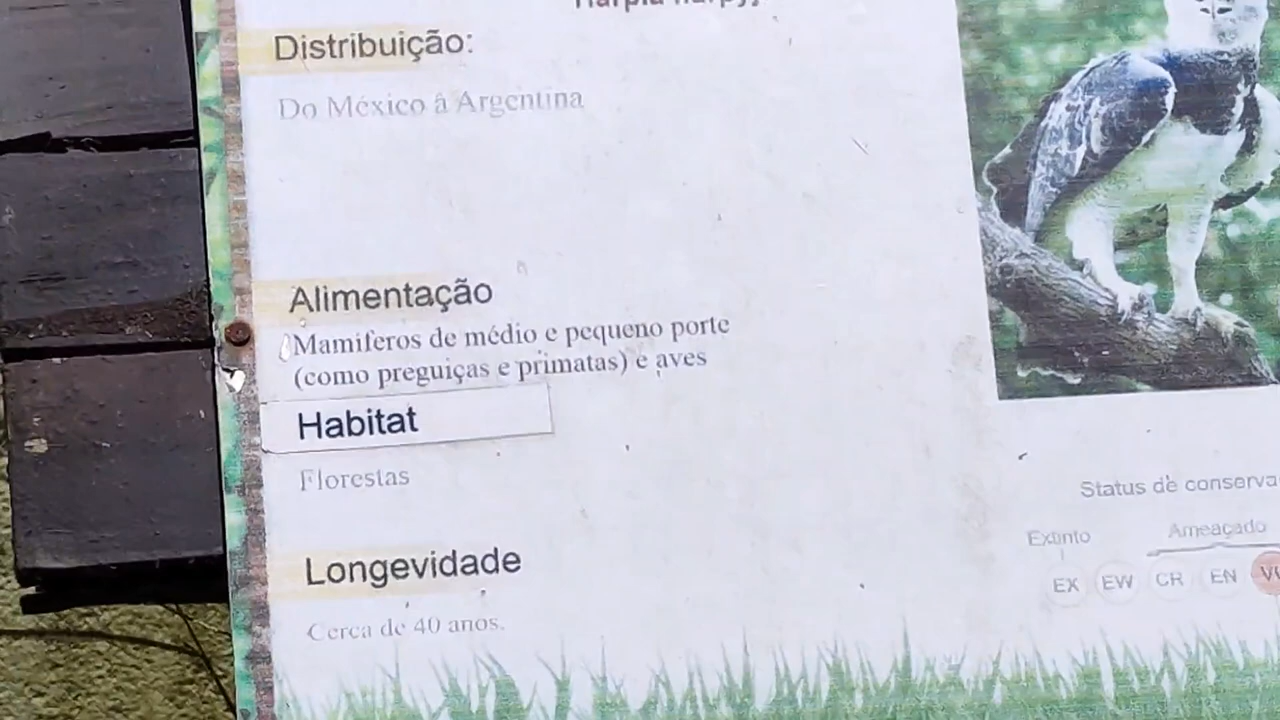 Distribuição:
Do México â Argentina
Alimentação
Mamiferos de médio e pequeno porte
(como preguiças e primatas) e aves
Habitat
Florestas
Longevidade
Cerca de 40 anos.
Status de conserva
Extinto
Ameaçado
EX EW CR EN